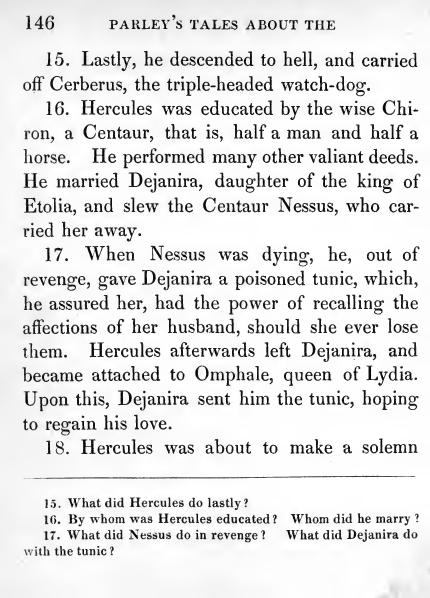 146 PARLEY'S TALES ABOUT THE
15. Lastly, he descended to hell, and carried
off Cerberus, the triple-headed watch-dog.
16. Hercules was educated by the wise Chi-
ron, a Centaur, that is, half a man and half a
horse. He performed many other valiant deeds.
He married Dejanira, daughter of the king of
Etolia, and slew the Centaur Nessus, who car-
ried her away.
17. When Nessus was dying, he, out of
revenge, gave Dejanira a poisoned tunic, which,
he assured her, had the power of recalling the
affections of her husband, should she ever lose
them. Hercules afterwards left Dejanira, and
became attached to Omphale, queen of Lydia.
Upon this, Dejanira sent him the tunic, hoping
to regain his love.
18. Hercules was about to make a solemn
15. What did Hercules do lastly?
16. By whom was Hercules educated? Whom did he marry?
17. What did Nessus do in revenge? What did Dejanira do
with the tunic?